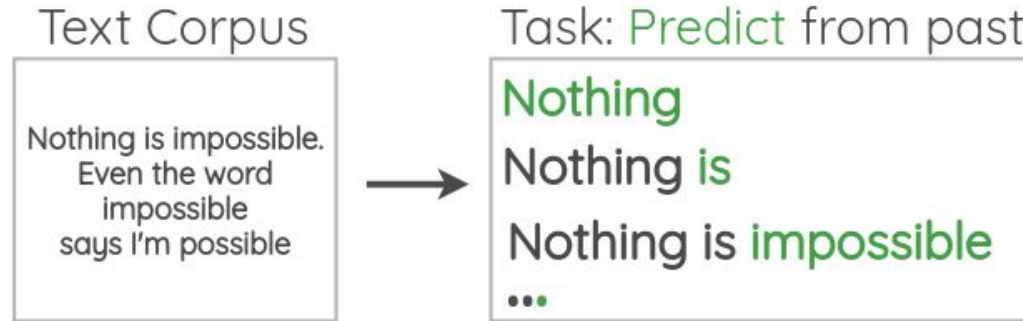 Text Corpus
Nothing is impossible.
Even the word
impossible
says I'm possible
Task: Predict from past
Nothing
Nothing is
Nothing is impossible
...